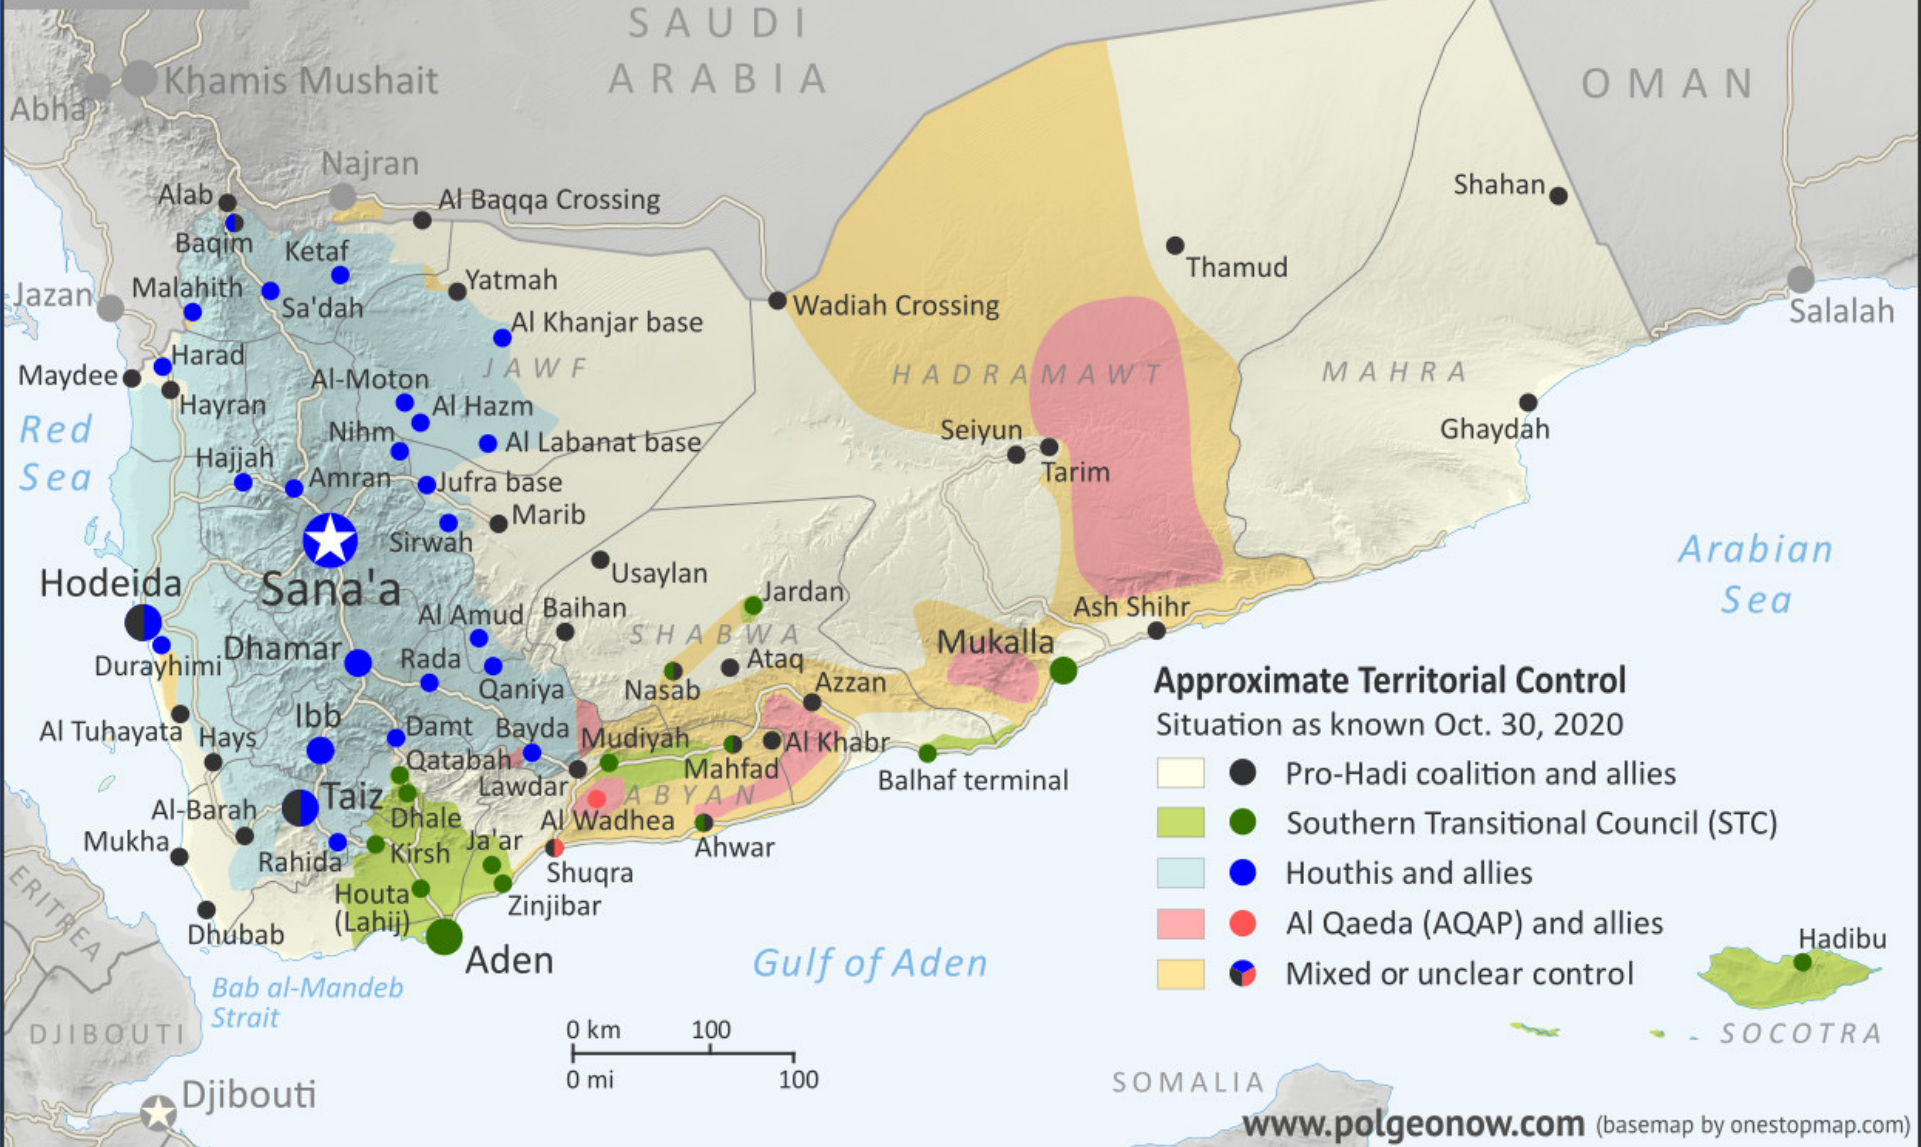 SAUDI
ARABIA
OMAN
Khamis Mushait
Abha
Najran
Alab
Al Baqqa Crossing
Shahan
Baqim
Ketaf
Thamud
Jazan
Malahith
Sa'dah
Yatmah
Wadiah Crossing
Salalah
Al Khanjar base
Harad
JAWF
HADRAMAWT
MAHRA
Maydee
Al-Moton
Hayran
Al Hazm
Red
Sea
Nihm
Al Labanat base
Seiyun
Ghaydah
Hajjah
Amran
Jufra base
Tarim
Marib
Sirwah
Arabian
Sea
Hodeida
Sana'a
Usaylan
Jardan
Al Amud
Baihan
Ash Shihr
SHABWA
Mukalla
Durayhimi
Dhamar
Rada
Ataq
Qaniya
Nasab
Azzan
Ibb
Al Tuhayata
Hays
Damt
Bayda
Mudiyah
Al Khabr
Qatabah
Mahfad
Balhaf terminal
Lawdar
Taiz
ABYAN
Al-Barah
Dhale
Al Wadhea
Mukha
Ja'ar
Ahwar
Rahida
Kirsh
Shuqra
ERITREA
Houta
(Lahij)
Zinjibar
Dhubab
Aden
Gulf of Aden
Bab al-Mandeb
Strait
DJIBOUTI
Djibouti
0 km 100
0 mi 100
Approximate Territorial Control
Situation as known Oct. 30, 2020
Pro-Hadi coalition and allies
Southern Transitional Council (STC)
Houthis and allies
Al Qaeda (AQAP) and allies
Mixed or unclear control
Hadibu
SOCOTRA
SOMALIA
www.polgeonow.com (basemap by onestopmap.com)